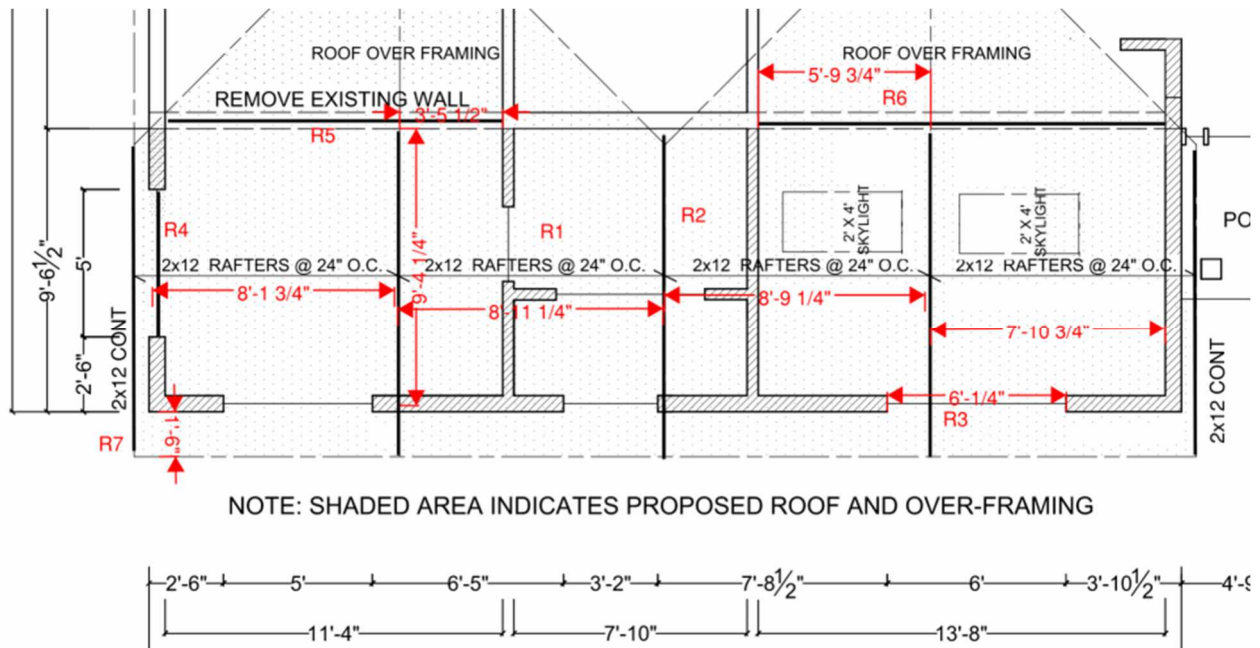 ROOF OVER FRAMING
ROOF OVER FRAMING
5'-9 3/4"
R6
REMOVE EXISTING WALL
3'-5 1/2"
R5
2' X 4'
SKYLIGHT
2' X 4'
SKYLIGHT
R4
R1
R2
PO
9'-6½"
5'
9'-4 1/4"
2x12 RAFTERS @ 24" O.C.
2x12 RAFTERS @ 24" O.C.
2x12 RAFTERS @ 24" O.C.
2x12 RAFTERS @ 24" O.C.
8'-1 3/4"
8'-11 1/4"
8'-9 1/4"
7'-10 3/4"
2'-6"
2x12 CONT
2x12 CONT
6'-1/4"
R3
R7
1'-6"
NOTE: SHADED AREA INDICATES PROPOSED ROOF AND OVER-FRAMING
2'-6" 5' 6'-5" 3'-2" 7'-8½" 6' 3'-10½" 4'-9
11'-4" 7'-10" 13'-8"